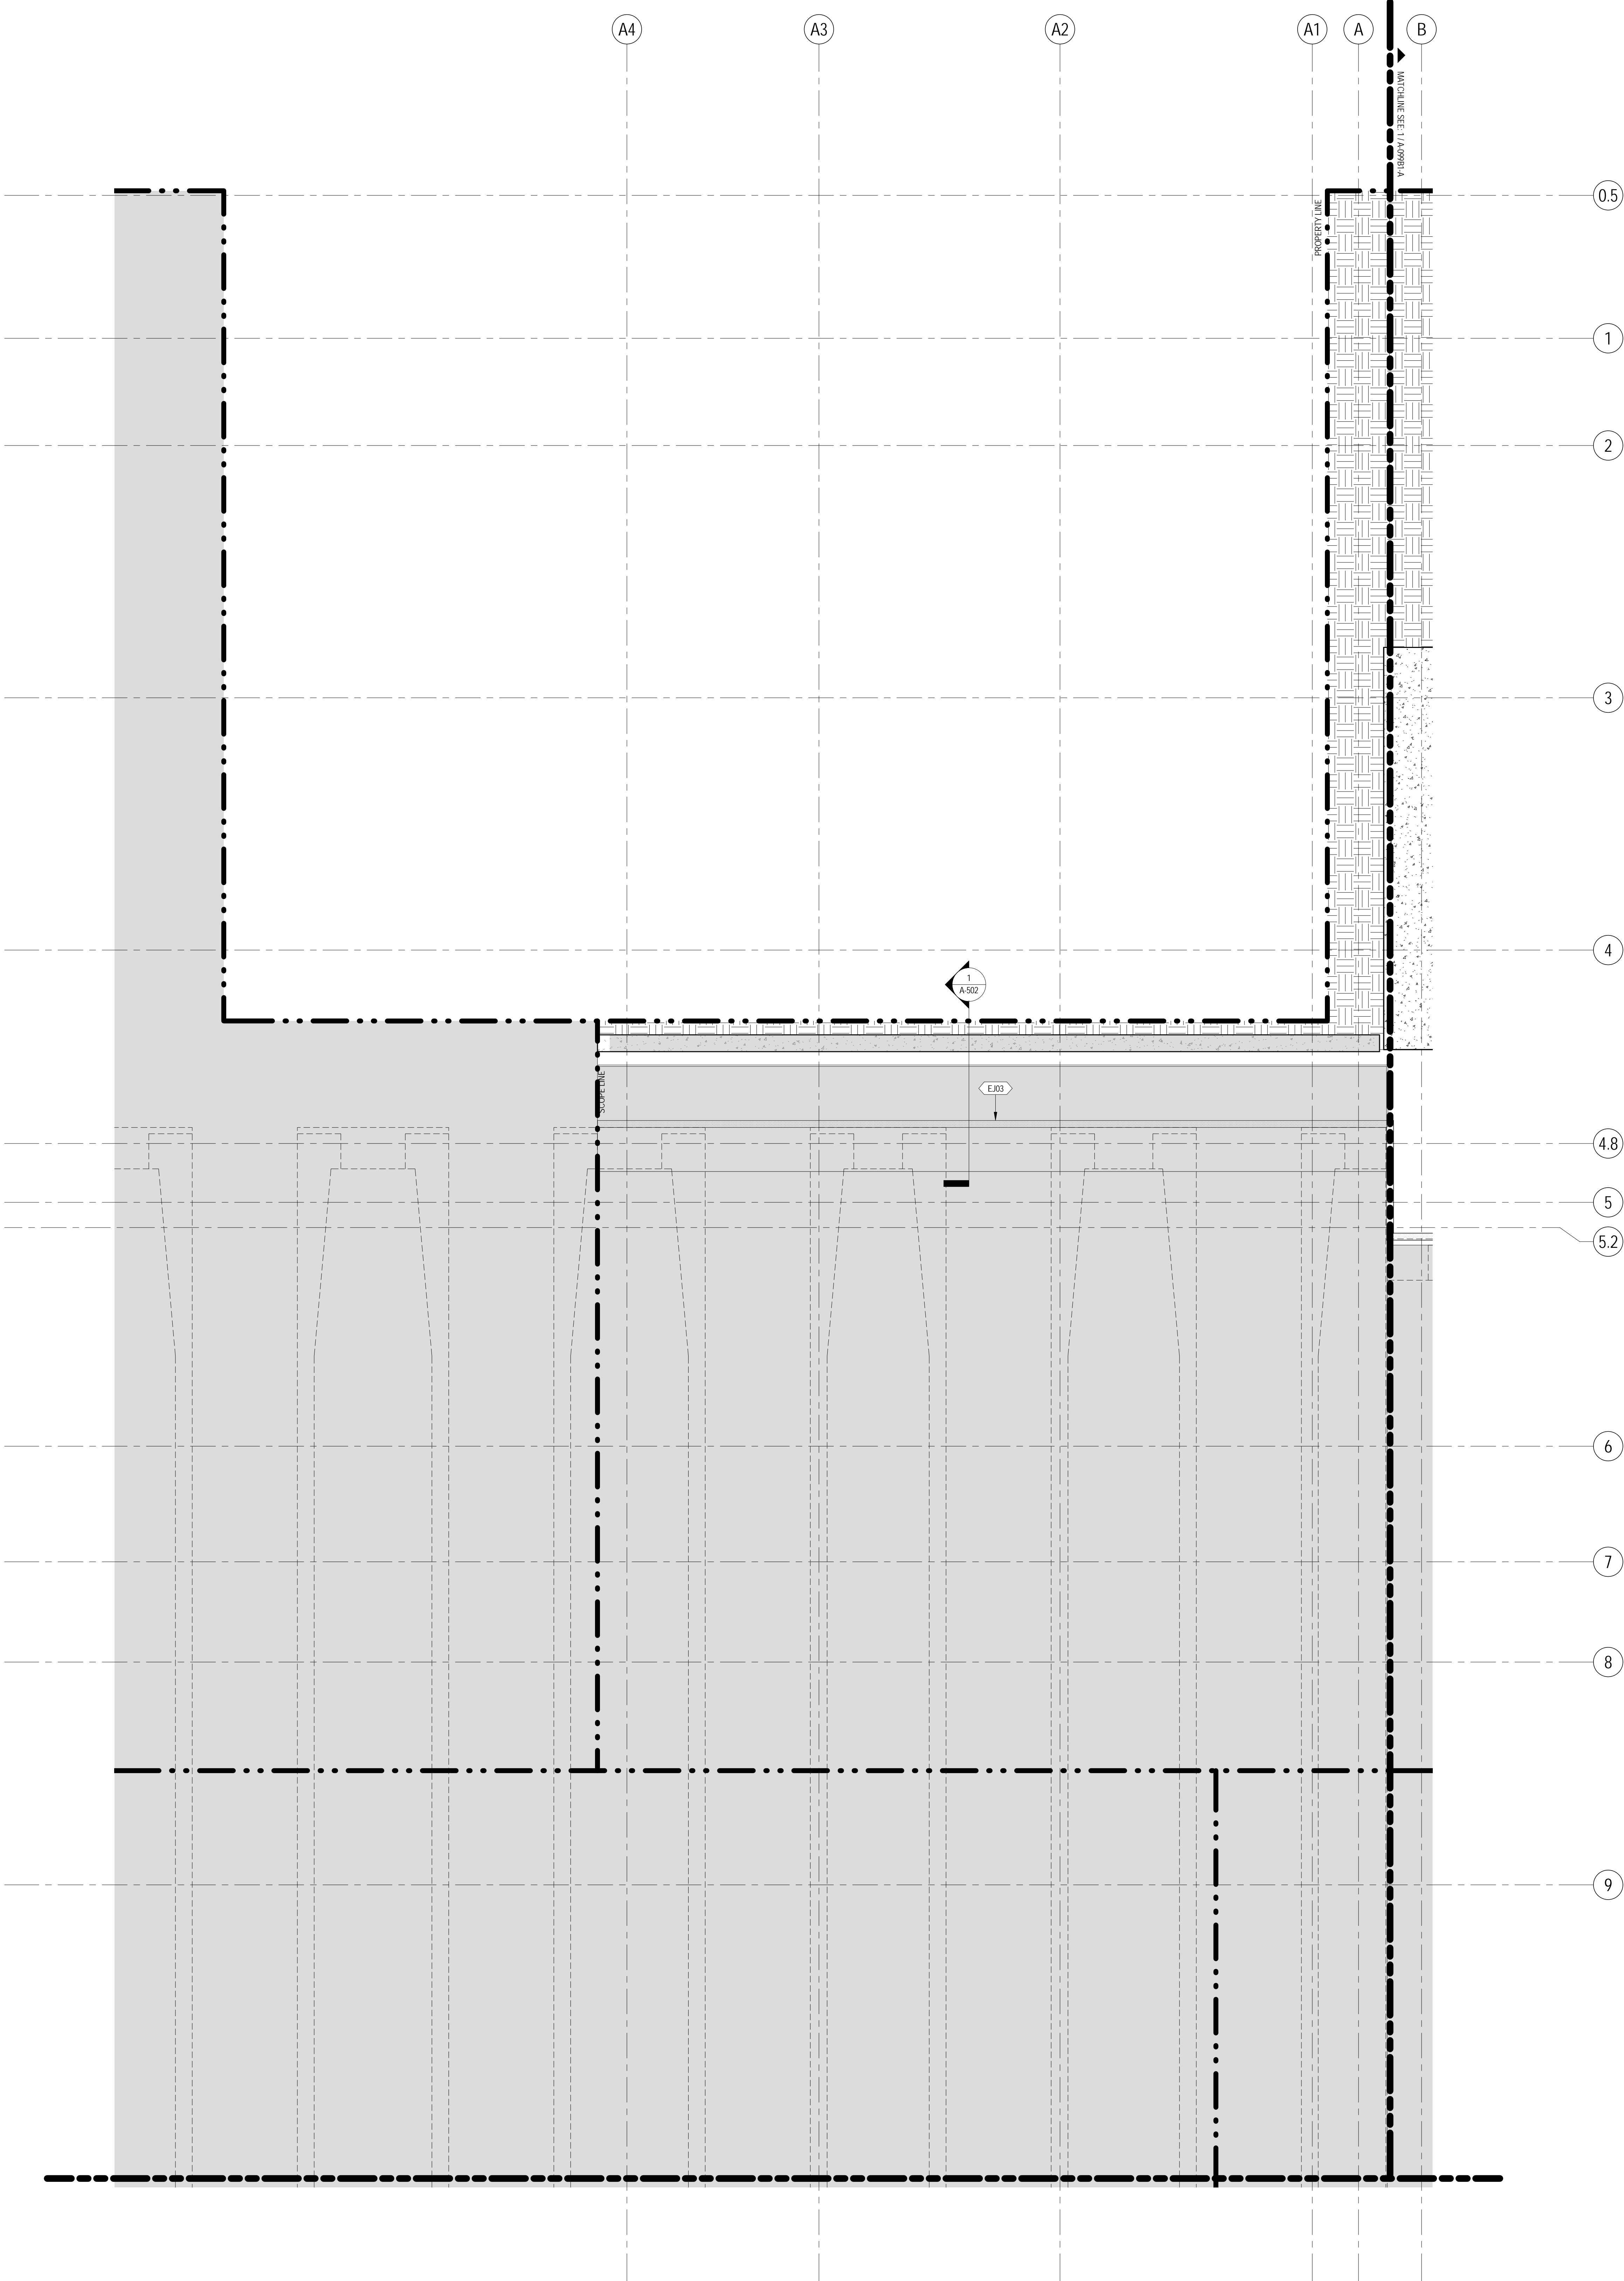 A4
A3
A2
A1
A
B
MATCHLINE SEE: 1 / A-099B1-A
0.5
PROPERTY LINE
1
2
3
4
1
A-502
SCOPE LINE
EJ03
4.8
5
5.2
6
7
8
9